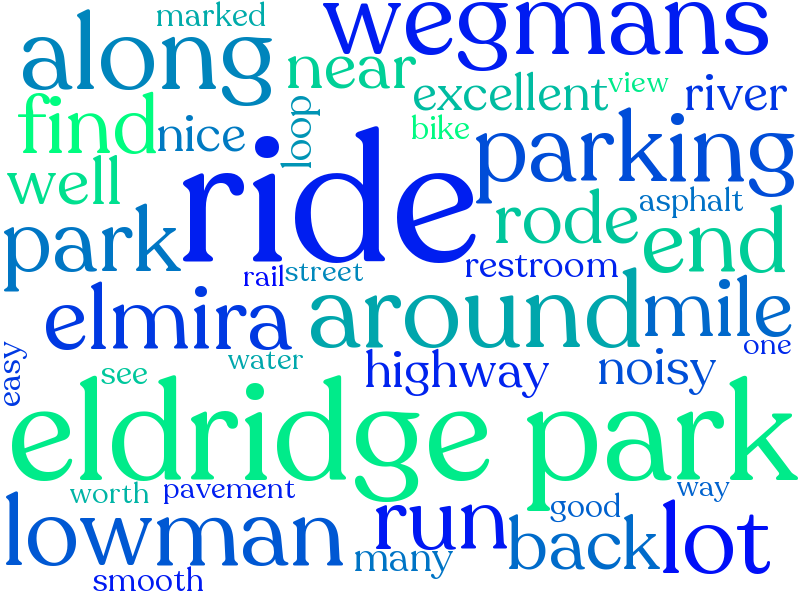 marked
wegmans
along
near
excellent
view
river
find
nice
loop
bike
parking
well
ride
asphalt
rode
park
end
restroom
rail
street
elmira
around
mile
one
easy
see
water
highway
noisy
eldridge park
worth
pavement
way
good
lowman
run
back
lot
many
smooth